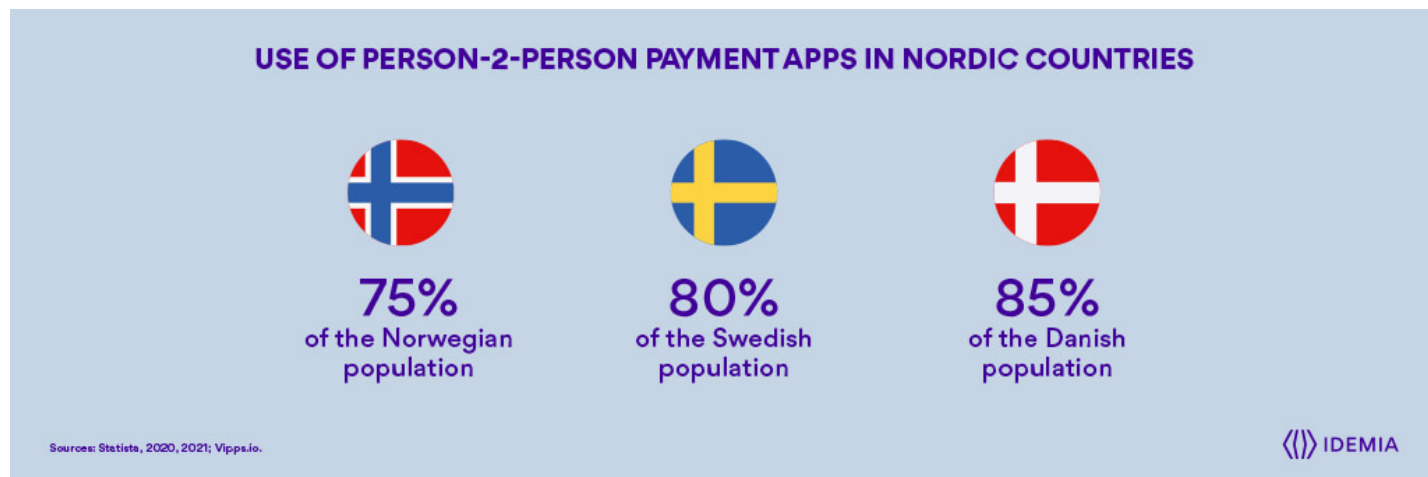 USE OF PERSON-2-PERSON PAYMENT APPS IN NORDIC COUNTRIES
75%
of the Norwegian
population
80%
of the Swedish
population
85%
of the Danish
population
Sources: Statista, 2020, 2021; Vipps.io.
IDEMIA